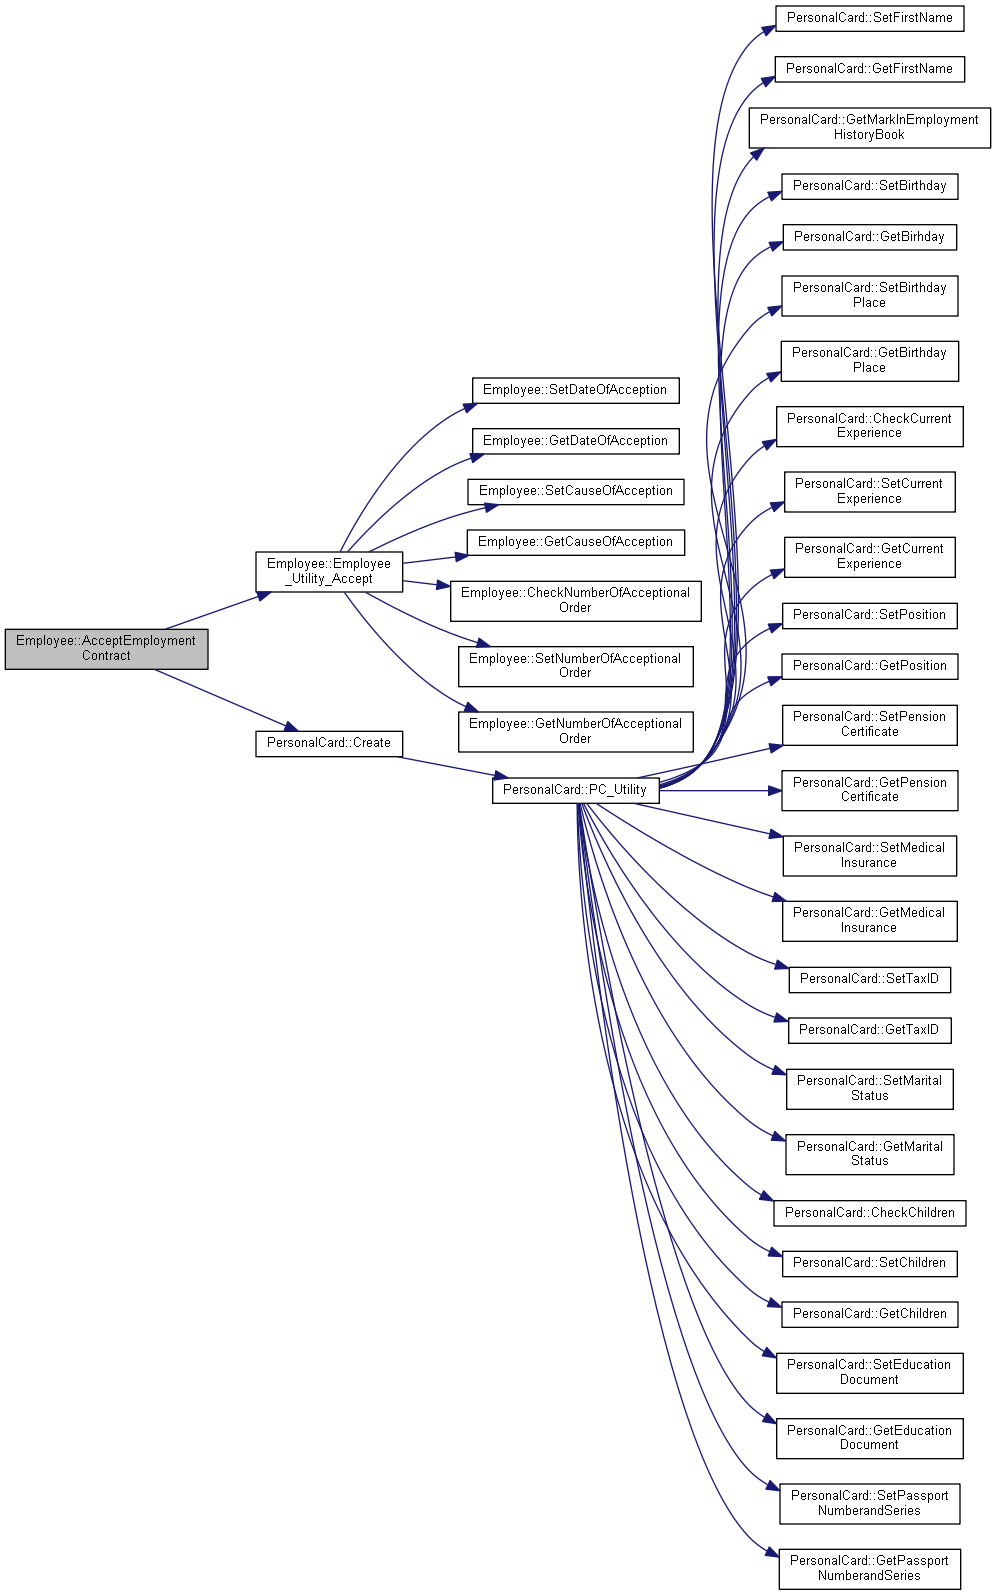 PersonalCard::SetFirstName
PersonalCard::GetFirstName
PersonalCard::GetMarkInEmployment
HistoryBook
PersonalCard::SetBirthday
PersonalCard::GetBirhday
PersonalCard::SetBirthday
Place
PersonalCard::GetBirthday
Place
Employee::SetDateOfAcception
PersonalCard::CheckCurrent
Experience
Employee::GetDateOfAcception
PersonalCard::SetCurrent
Experience
Employee::SetCauseOfAcception
Employee::GetCauseOfAcception
PersonalCard::GetCurrent
Experience
Employee::Employee
_Utility_Accept
Employee::CheckNumberOfAcceptional
Order
PersonalCard::SetPosition
Employee::AcceptEmployment
Contract
Employee::SetNumberOfAcceptional
Order
PersonalCard::GetPosition
Employee::GetNumberOfAcceptional
Order
PersonalCard::SetPension
Certificate
PersonalCard::Create
PersonalCard::PC_Utility
PersonalCard::GetPension
Certificate
PersonalCard::SetMedical
Insurance
PersonalCard::GetMedical
Insurance
PersonalCard::SetTaxID
PersonalCard::GetTaxID
PersonalCard::SetMarital
Status
PersonalCard::GetMarital
Status
PersonalCard::CheckChildren
PersonalCard::SetChildren
PersonalCard::GetChildren
PersonalCard::SetEducation
Document
PersonalCard::GetEducation
Document
PersonalCard::SetPassport
NumberandSeries
PersonalCard::GetPassport
NumberandSeries